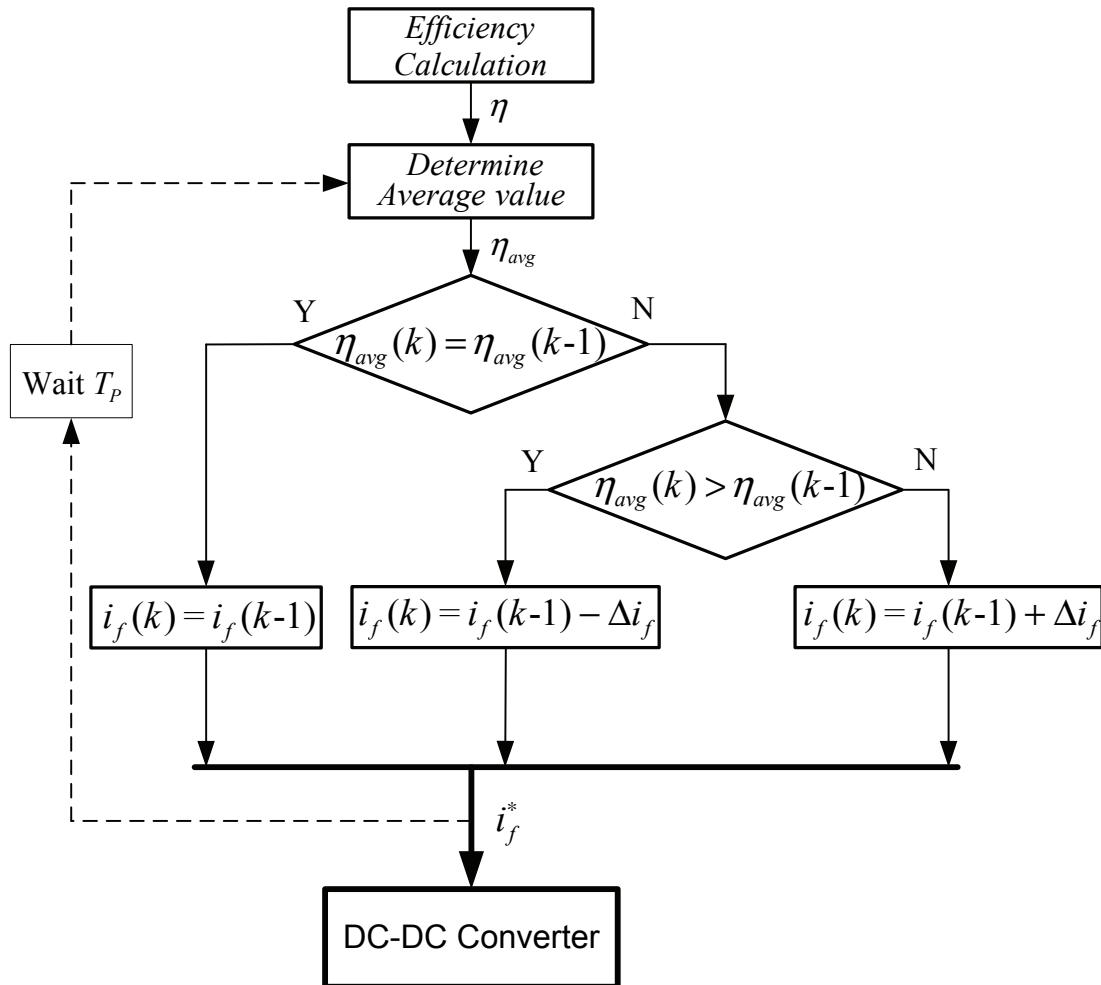 Efficiency
Calculation
η
Determine
Average value
η_avg
Y
N
η_avg(k) = η_avg(k-1)
Wait T_P
Y
N
η_avg(k) > η_avg(k-1)
i_f(k) = i_f(k-1)
i_f(k) = i_f(k-1) − Δi_f
i_f(k) = i_f(k-1) + Δi_f
i_f^*
DC-DC Converter